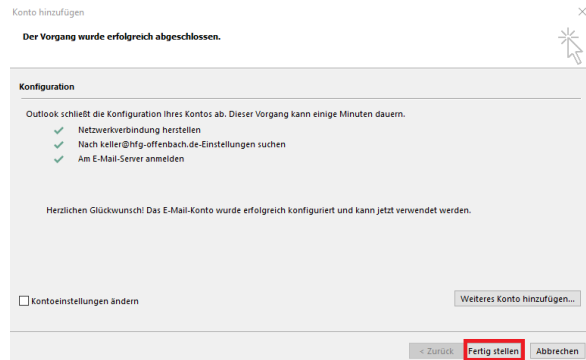 Konto hinzufügen
Der Vorgang wurde erfolgreich abgeschlossen.
Konfiguration
Outlook schließt die Konfiguration Ihres Kontos ab. Dieser Vorgang kann einige Minuten dauern.
Netzwerkverbindung herstellen
Nach keller@hfg-offenbach.de-Einstellungen suchen
Am E-Mail-Server anmelden
Herzlichen Glückwunsch! Das E-Mail-Konto wurde erfolgreich konfiguriert und kann jetzt verwendet werden.
Kontoeinstellungen ändern
Weiteres Konto hinzufügen...
< Zurück
Fertig stellen
Abbrechen